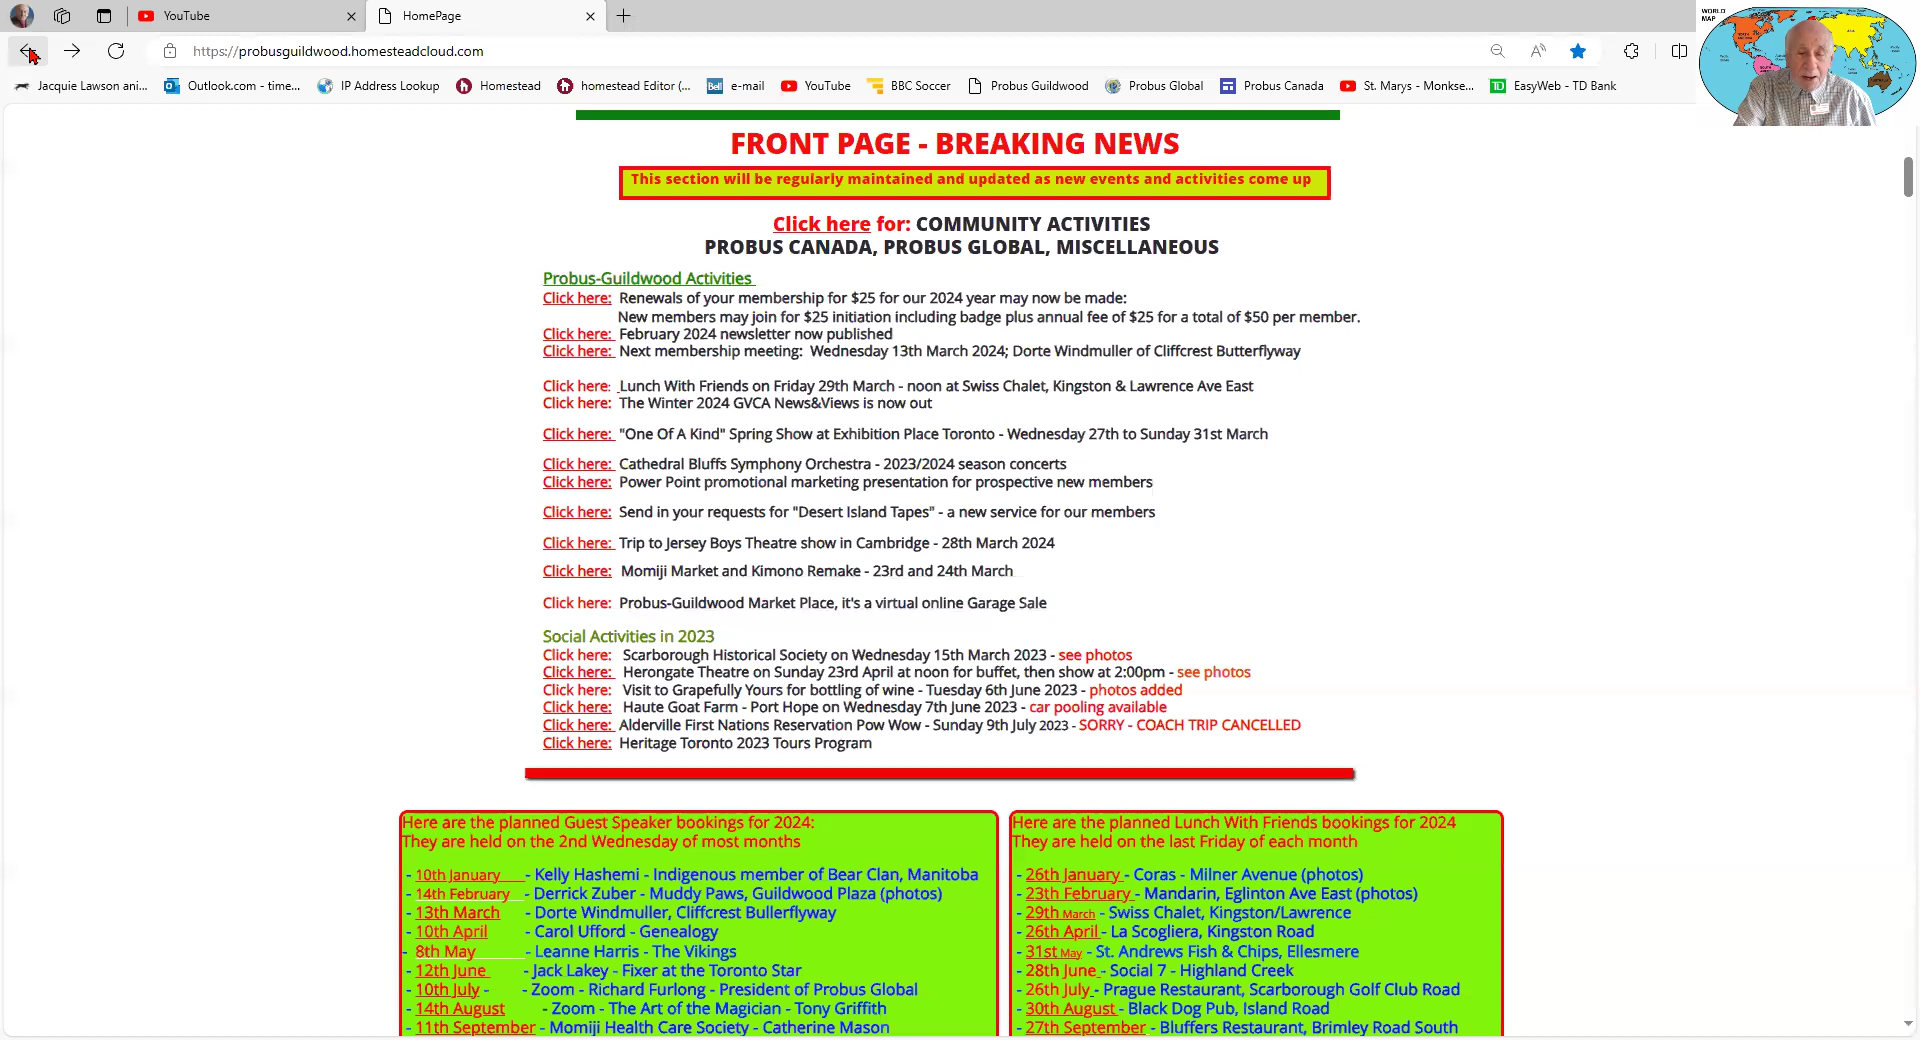 YouTube
HomePage
https://probusguildwood.homesteadcloud.com
WORLD MAP
Jacquie Lawson ani... Outlook.com - time... IP Address Lookup Homestead homestead Editor (... Bell e-mail YouTube BBC Soccer Probus Guildwood Probus Global Probus Canada St. Marys - Monkse... TD EasyWeb - TD Bank
FRONT PAGE - BREAKING NEWS
This section will be regularly maintained and updated as new events and activities come up
Click here for: COMMUNITY ACTIVITIES
PROBUS CANADA, PROBUS GLOBAL, MISCELLANEOUS
Probus-Guildwood Activities
Click here: Renewals of your membership for $25 for our 2024 year may now be made:
New members may join for $25 initiation including badge plus annual fee of $25 for a total of $50 per member.
Click here: February 2024 newsletter now published
Click here: Next membership meeting: Wednesday 13th March 2024; Dorte Windmuller of Cliffcrest Butterflyway
Click here: Lunch With Friends on Friday 29th March - noon at Swiss Chalet, Kingston & Lawrence Ave East
Click here: The Winter 2024 GVCA News&Views is now out
Click here: "One Of A Kind" Spring Show at Exhibition Place Toronto - Wednesday 27th to Sunday 31st March
Click here: Cathedral Bluffs Symphony Orchestra - 2023/2024 season concerts
Click here: Power Point promotional marketing presentation for prospective new members
Click here: Send in your requests for "Desert Island Tapes" - a new service for our members
Click here: Trip to Jersey Boys Theatre show in Cambridge - 28th March 2024
Click here: Momiji Market and Kimono Remake - 23rd and 24th March
Click here: Probus-Guildwood Market Place, it's a virtual online Garage Sale
Social Activities in 2023
Click here: Scarborough Historical Society on Wednesday 15th March 2023 - see photos
Click here: Herongate Theatre on Sunday 23rd April at noon for buffet, then show at 2:00pm - see photos
Click here: Visit to Grapefully Yours for bottling of wine - Tuesday 6th June 2023 - photos added
Click here: Haute Goat Farm - Port Hope on Wednesday 7th June 2023 - car pooling available
Click here: Alderville First Nations Reservation Pow Wow - Sunday 9th July 2023 - SORRY - COACH TRIP CANCELLED
Click here: Heritage Toronto 2023 Tours Program
Here are the planned Guest Speaker bookings for 2024:
They are held on the 2nd Wednesday of most months
- 10th January - Kelly Hashemi - Indigenous member of Bear Clan, Manitoba
- 14th February - Derrick Zuber - Muddy Paws, Guildwood Plaza (photos)
- 13th March - Dorte Windmuller, Cliffcrest Bullerflyway
- 10th April - Carol Ufford - Genealogy
- 8th May - Leanne Harris - The Vikings
- 12th June - Jack Lakey - Fixer at the Toronto Star
- 10th July - - Zoom - Richard Furlong - President of Probus Global
- 14th August - Zoom - The Art of the Magician - Tony Griffith
- 11th September - Momiji Health Care Society - Catherine Mason
Here are the planned Lunch With Friends bookings for 2024
They are held on the last Friday of each month
- 26th January - Coras - Milner Avenue (photos)
- 23th February - Mandarin, Eglinton Ave East (photos)
- 29th March - Swiss Chalet, Kingston/Lawrence
- 26th April - La Scogliera, Kingston Road
- 31st May - St. Andrews Fish & Chips, Ellesmere
- 28th June - Social 7 - Highland Creek
- 26th July - Prague Restaurant, Scarborough Golf Club Road
- 30th August - Black Dog Pub, Island Road
- 27th September - Bluffers Restaurant, Brimley Road South